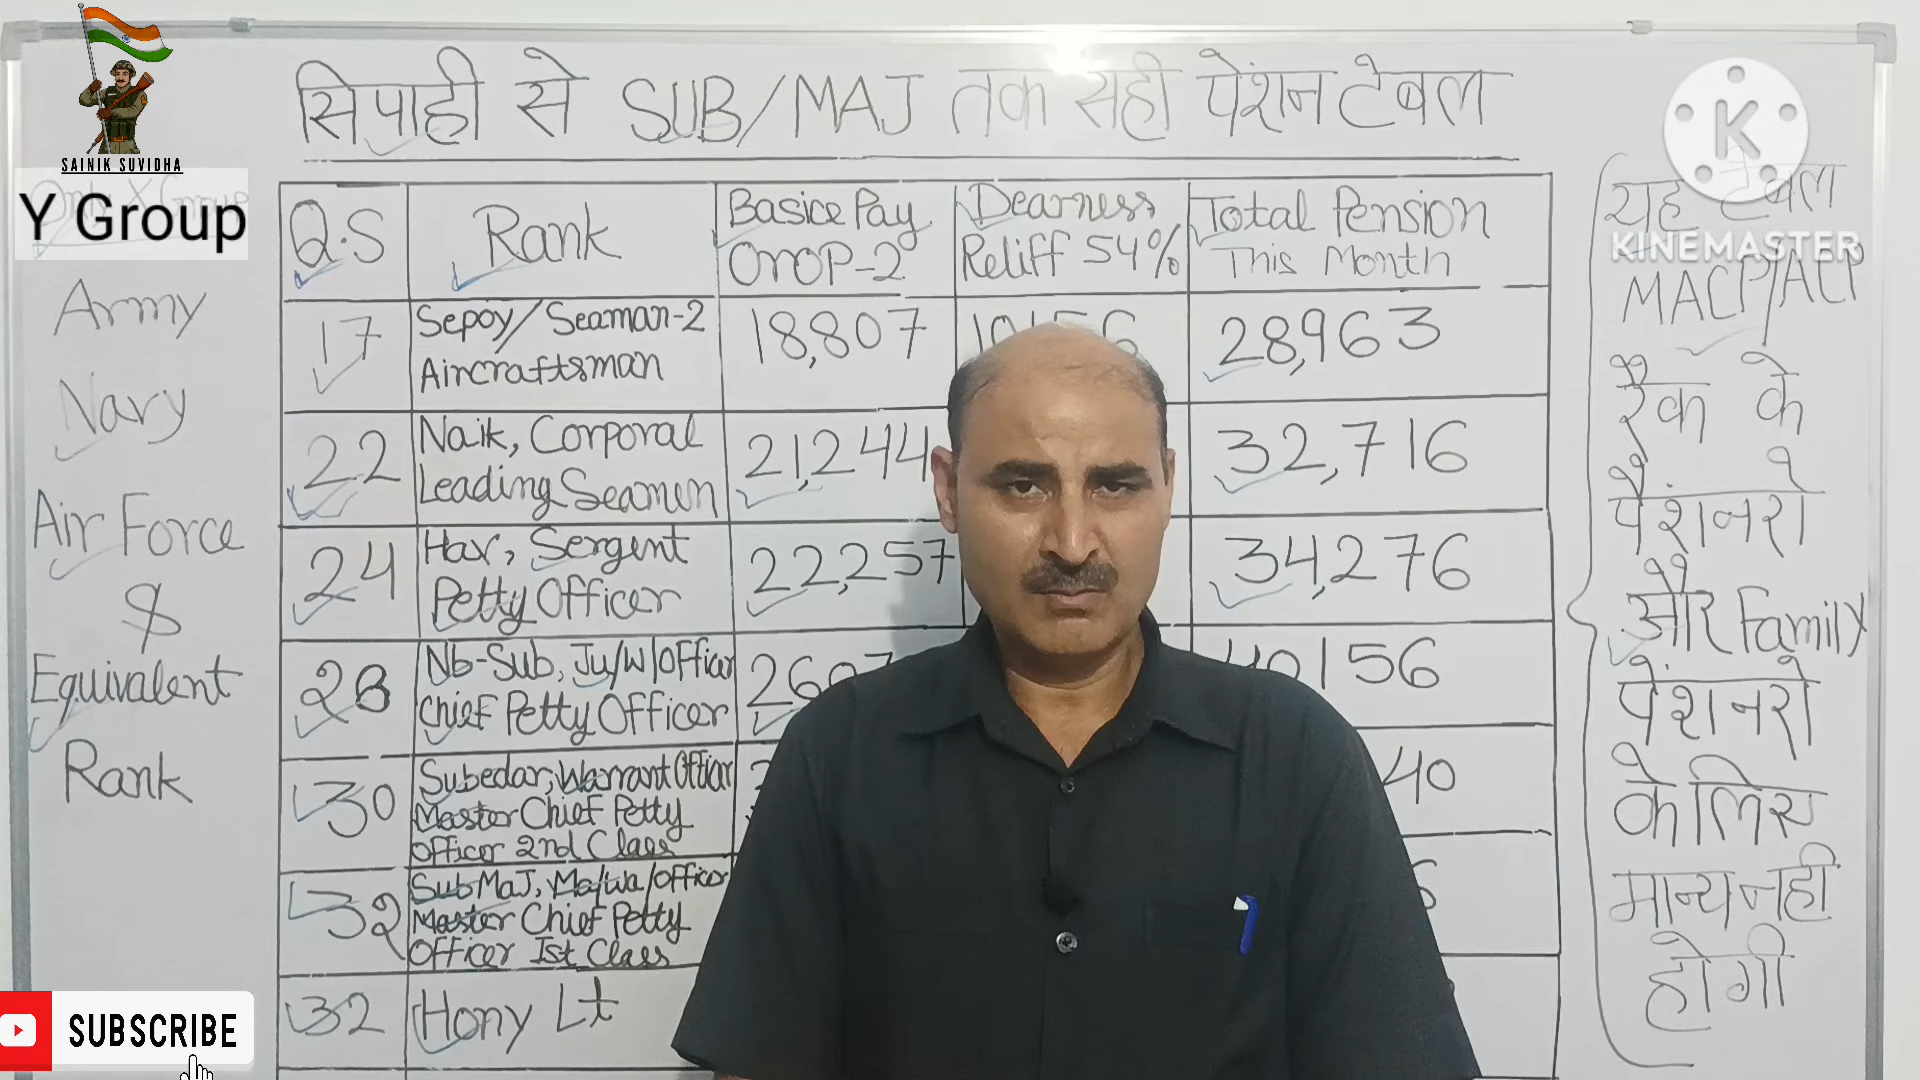 सिपाही से SUB/MAJ तक सही पेंशन टेबल
SAINIK SUVIDHA
Y Group
Army
Navy
Air Force
$
Equivalent
Rank
Q.S
Rank
Basice Pay
OROP-2
Dearness
Reliff 54%
Total Pension
This Month
17
Sepoy/Seaman-2
Aircraftsman
18,807
28,963
22
Naik, Corporal
Leading Seamen
21,244
32,716
24
Hav, Sergent
Petty Officer
22,257
34,276
28
Nb-Sub, Ju/W/Officer
Chief Petty Officer
30
Subedar, Warrant Officer
Master Chief Petty
Officer 2nd Class
32
Sub Maj, Ma/Wa/officer
Master Chief Petty
Officer Ist Class
32
Hony Lt
K
KINEMASTER
यह टेबल
MACP/ACP
रैंक के
पेंशनरो
और Family
पेंशनरो
के लिए
मान्य नही
होगी
SUBSCRIBE